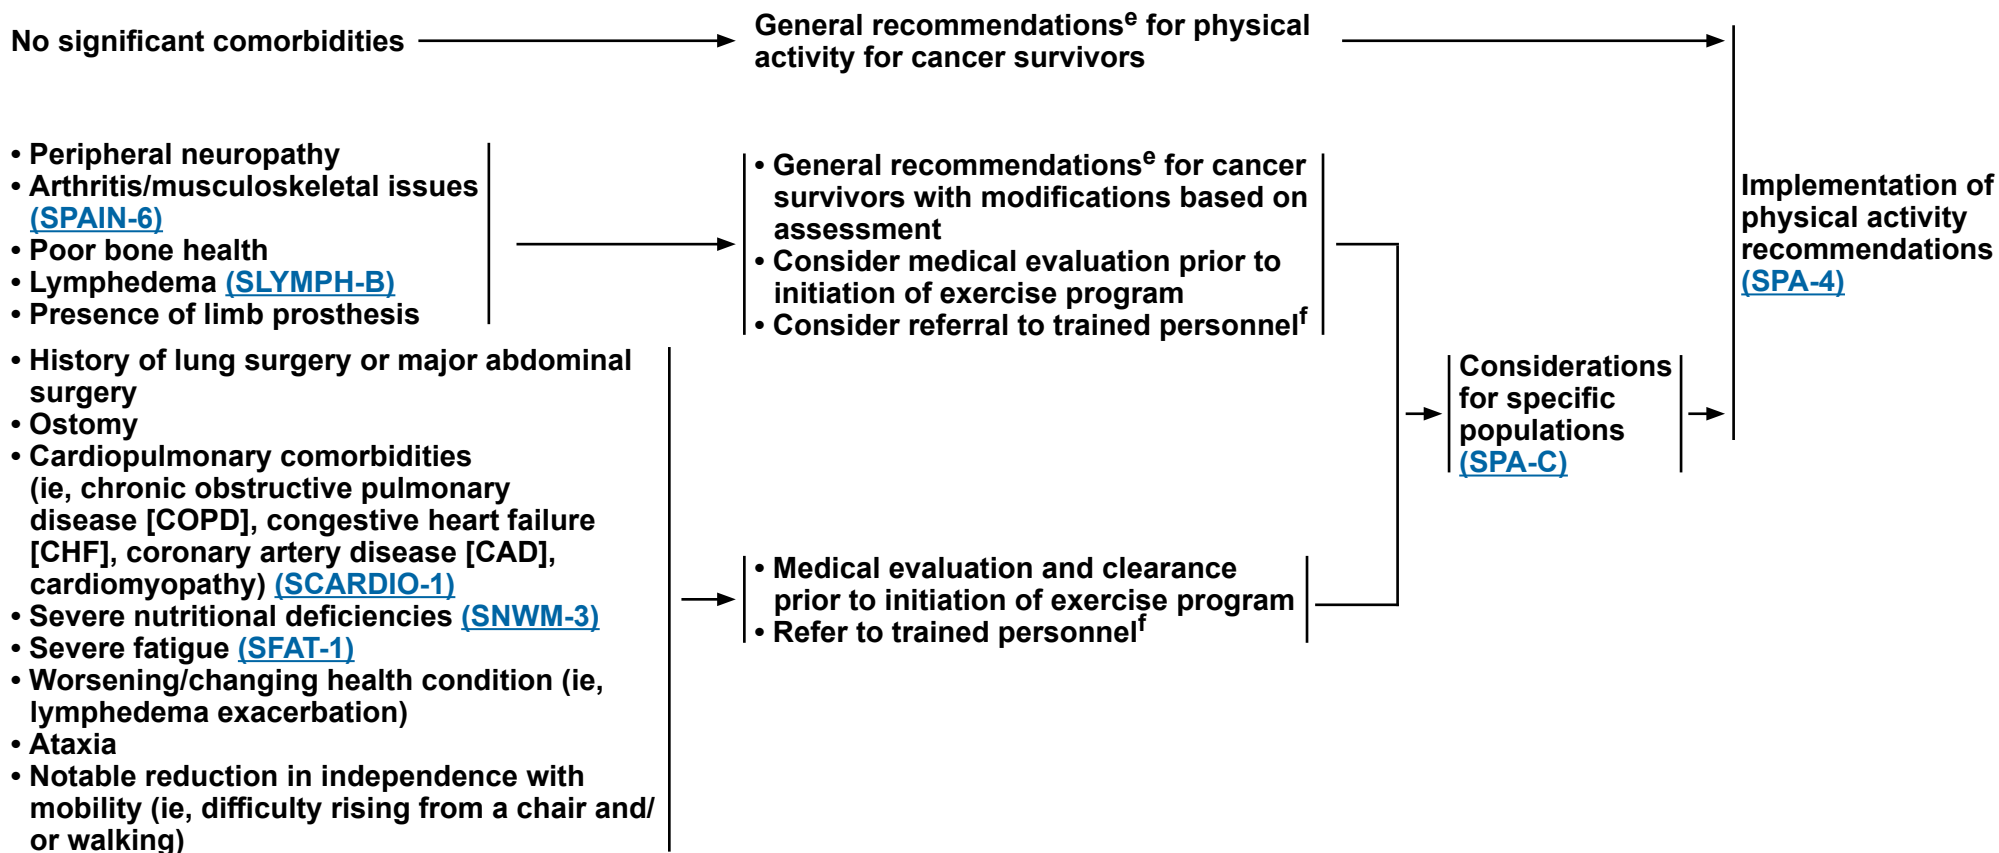 No significant comorbidities
General recommendationsᵉ for physical
activity for cancer survivors
• Peripheral neuropathy
• Arthritis/musculoskeletal issues
(SPAIN-6)
• Poor bone health
• Lymphedema (SLYMPH-B)
• Presence of limb prosthesis
• General recommendationsᵉ for cancer
survivors with modifications based on
assessment
• Consider medical evaluation prior to
initiation of exercise program
• Consider referral to trained personnelᶠ
• History of lung surgery or major abdominal
surgery
• Ostomy
• Cardiopulmonary comorbidities
(ie, chronic obstructive pulmonary
disease [COPD], congestive heart failure
[CHF], coronary artery disease [CAD],
cardiomyopathy) (SCARDIO-1)
• Severe nutritional deficiencies (SNWM-3)
• Severe fatigue (SFAT-1)
• Worsening/changing health condition (ie,
lymphedema exacerbation)
• Ataxia
• Notable reduction in independence with
mobility (ie, difficulty rising from a chair and/
or walking)
• Medical evaluation and clearance
prior to initiation of exercise program
• Refer to trained personnelᶠ
Considerations
for specific
populations
(SPA-C)
Implementation of
physical activity
recommendations
(SPA-4)